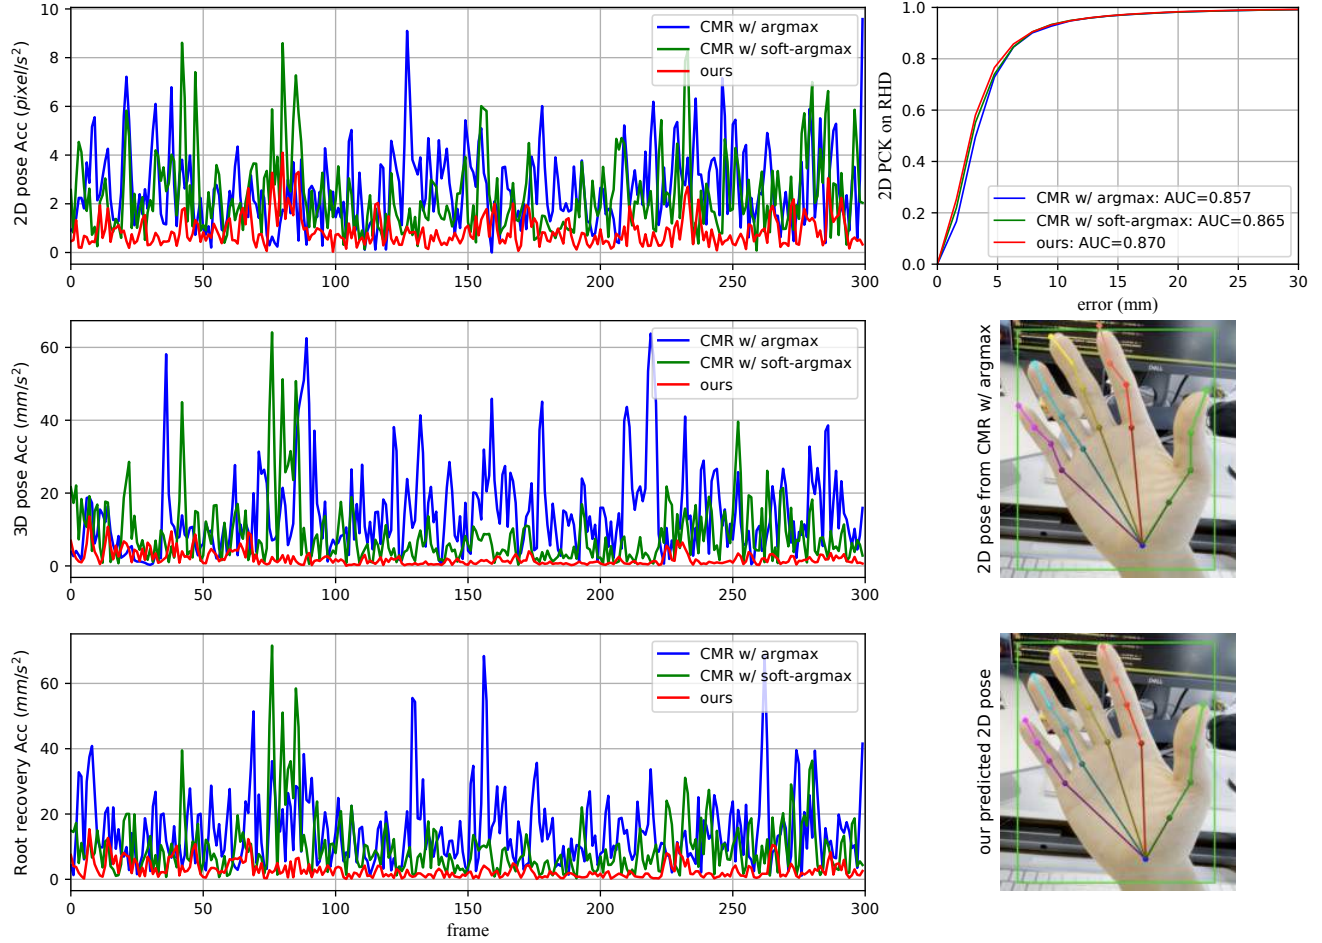 2D pose Acc (pixel/s²)
10
8
6
4
2
0
CMR w/ argmax
CMR w/ soft-argmax
ours
0 50 100 150 200 250 300
2D PCK on RHD
1.0
0.8
0.6
0.4
0.2
0.0
CMR w/ argmax: AUC=0.857
CMR w/ soft-argmax: AUC=0.865
ours: AUC=0.870
0 5 10 15 20 25 30
error (mm)
3D pose Acc (mm/s²)
60
40
20
0
CMR w/ argmax
CMR w/ soft-argmax
ours
0 50 100 150 200 250 300
2D pose from CMR w/ argmax
DELL
Root recovery Acc (mm/s²)
60
40
20
0
CMR w/ argmax
CMR w/ soft-argmax
ours
0 50 100 150 200 250 300
frame
our predicted 2D pose
DELL